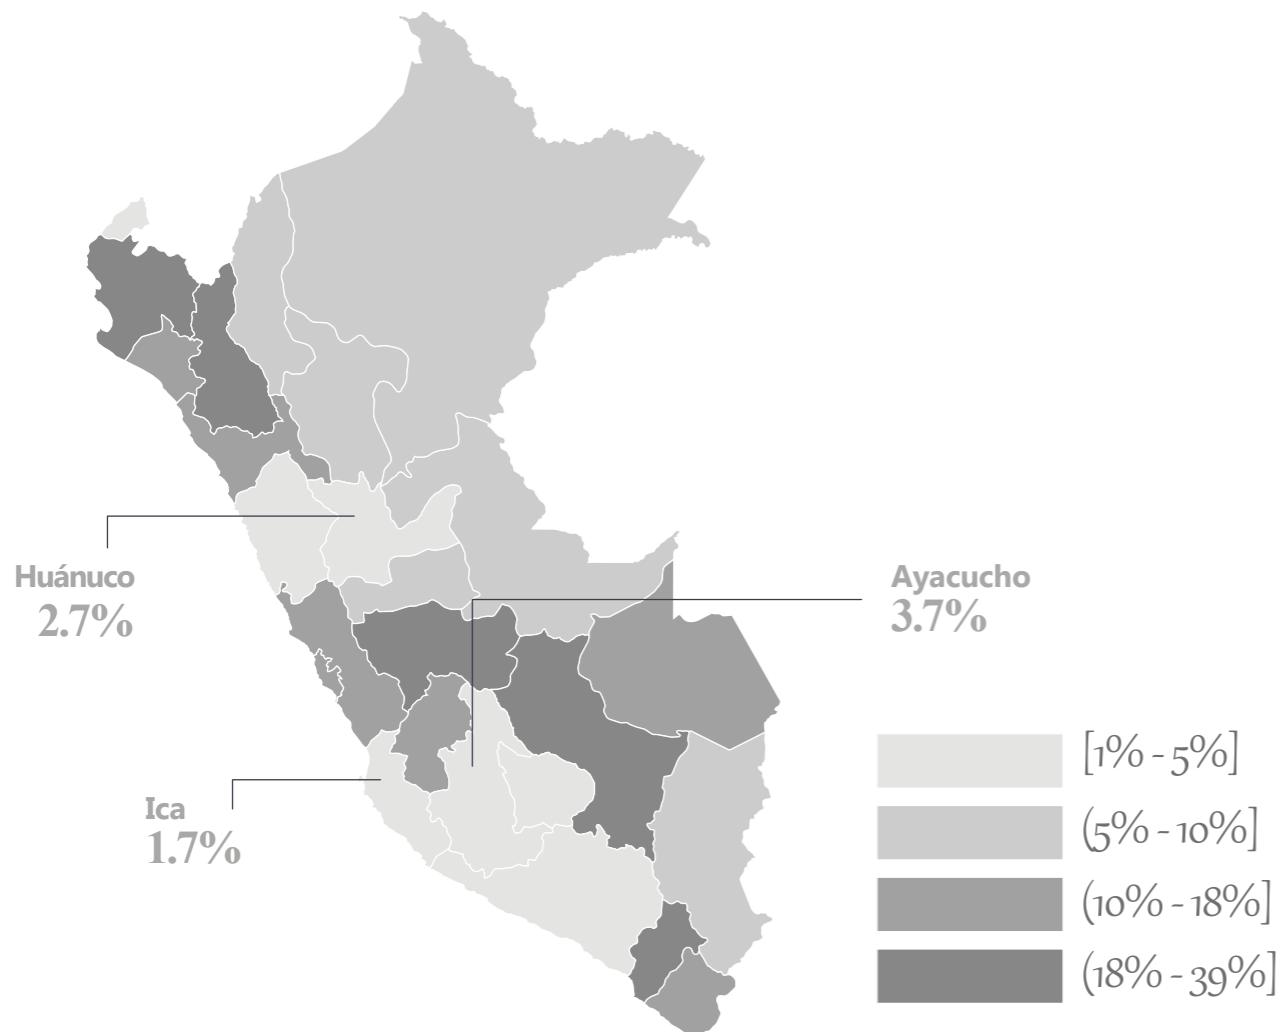 Huánuco
2.7%
Ayacucho
3.7%
Ica
1.7%
[1% - 5%]
(5% - 10%]
(10% - 18%]
(18% - 39%]